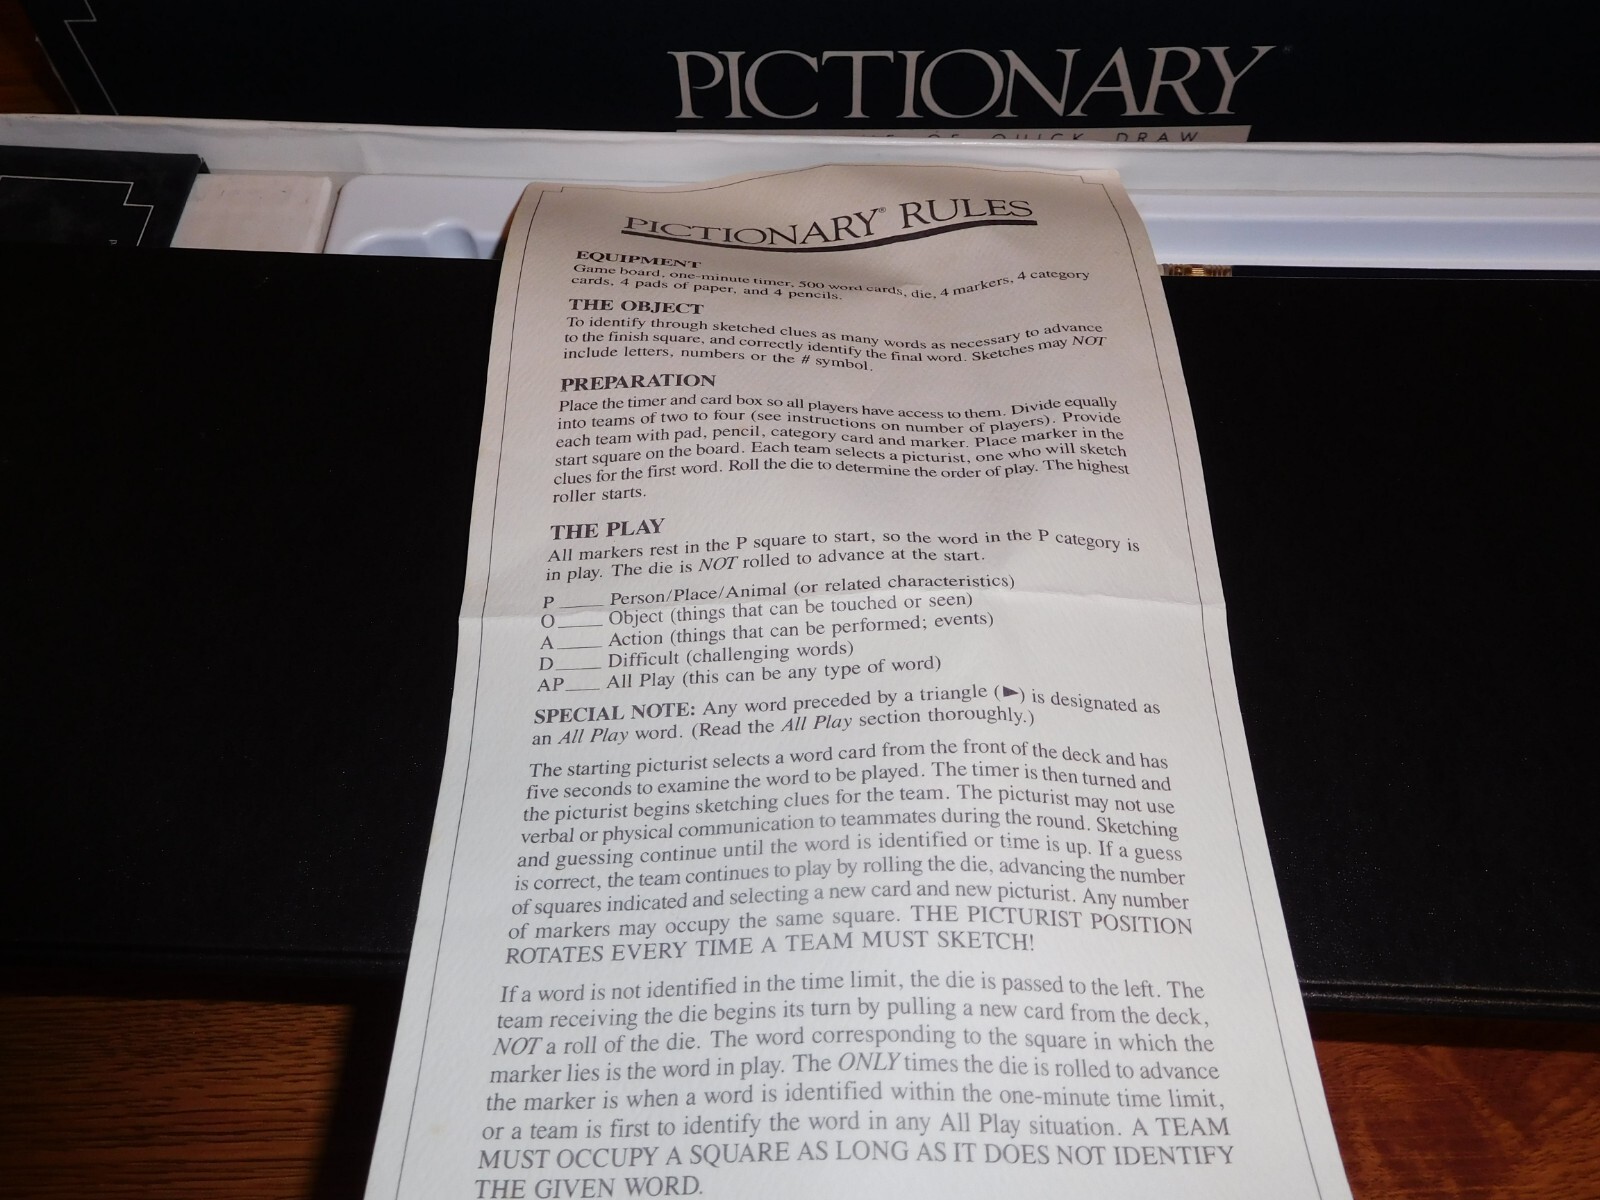 PICTIONARY
OF QUICK DRAW
PICTIONARY® RULES
EQUIPMENT
Game board, one-minute timer, 500 word cards, die, 4 markers, 4 category
cards, 4 pads of paper, and 4 pencils.
THE OBJECT
To identify through sketched clues as many words as necessary to advance
to the finish square, and correctly identify the final word. Sketches may NOT
include letters, numbers or the # symbol.
PREPARATION
Place the timer and card box so all players have access to them. Divide equally
into teams of two to four (see instructions on number of players). Provide
each team with pad, pencil, category card and marker. Place marker in the
start square on the board. Each team selects a picturist, one who will sketch
clues for the first word. Roll the die to determine the order of play. The highest
roller starts.
THE PLAY
All markers rest in the P square to start, so the word in the P category is
in play. The die is NOT rolled to advance at the start.
P ____ Person/Place/Animal (or related characteristics)
O ____ Object (things that can be touched or seen)
A ____ Action (things that can be performed; events)
D ____ Difficult (challenging words)
AP ___ All Play (this can be any type of word)
SPECIAL NOTE: Any word preceded by a triangle (►) is designated as
an All Play word. (Read the All Play section thoroughly.)
The starting picturist selects a word card from the front of the deck and has
five seconds to examine the word to be played. The timer is then turned and
the picturist begins sketching clues for the team. The picturist may not use
verbal or physical communication to teammates during the round. Sketching
and guessing continue until the word is identified or time is up. If a guess
is correct, the team continues to play by rolling the die, advancing the number
of squares indicated and selecting a new card and new picturist. Any number
of markers may occupy the same square. THE PICTURIST POSITION
ROTATES EVERY TIME A TEAM MUST SKETCH!
If a word is not identified in the time limit, the die is passed to the left. The
team receiving the die begins its turn by pulling a new card from the deck,
NOT a roll of the die. The word corresponding to the square in which the
marker lies is the word in play. The ONLY times the die is rolled to advance
the marker is when a word is identified within the one-minute time limit,
or a team is first to identify the word in any All Play situation. A TEAM
MUST OCCUPY A SQUARE AS LONG AS IT DOES NOT IDENTIFY
THE GIVEN WORD.